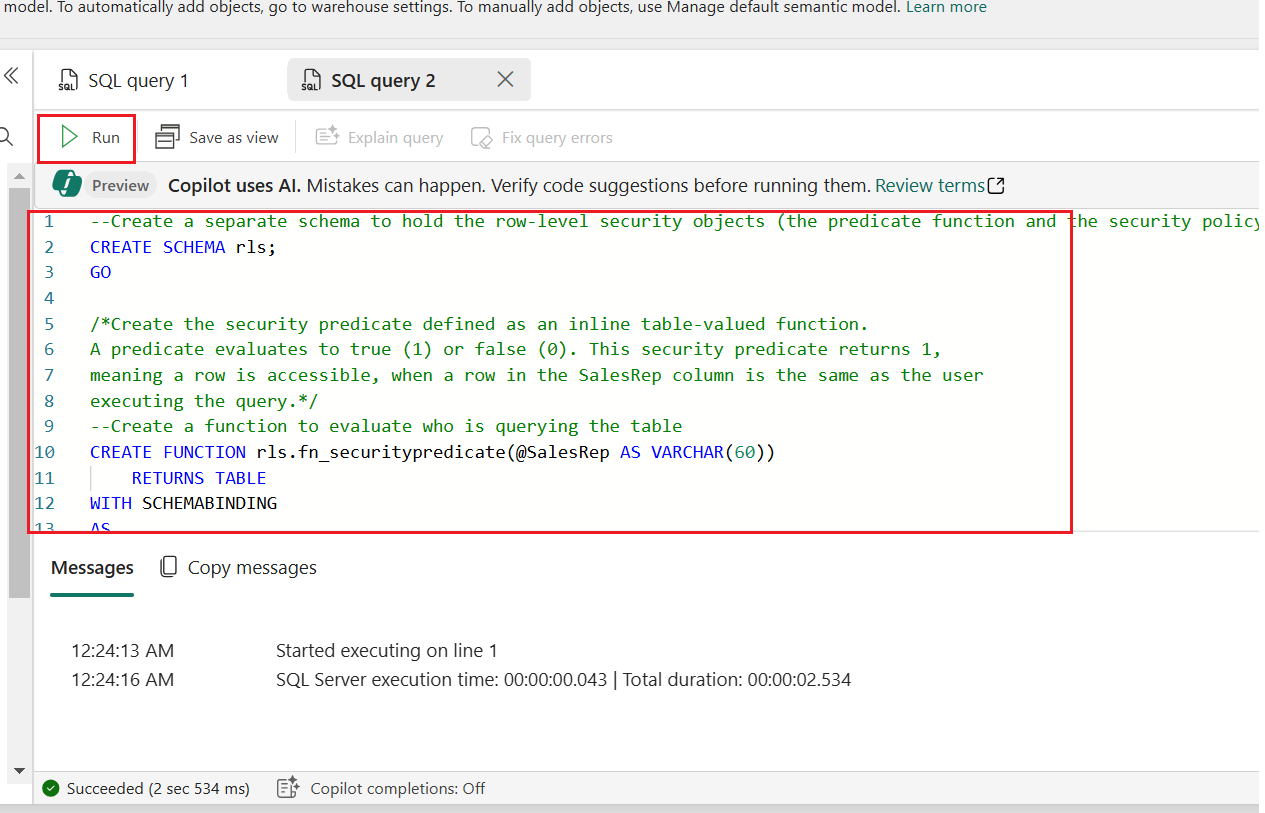 model. To automatically add objects, go to warehouse settings. To manually add objects, use Manage default semantic model. Learn more
SQL query 1
SQL query 2
Run
Save as view
Explain query
Fix query errors
Preview
Copilot uses AI. Mistakes can happen. Verify code suggestions before running them. Review terms
1 --Create a separate schema to hold the row-level security objects (the predicate function and the security policy
2 CREATE SCHEMA rls;
3 GO
4
5 /*Create the security predicate defined as an inline table-valued function.
6 A predicate evaluates to true (1) or false (0). This security predicate returns 1,
7 meaning a row is accessible, when a row in the SalesRep column is the same as the user
8 executing the query.*/
9 --Create a function to evaluate who is querying the table
10 CREATE FUNCTION rls.fn_securitypredicate(@SalesRep AS VARCHAR(60))
11 RETURNS TABLE
12 WITH SCHEMABINDING
13 AS
Messages
Copy messages
12:24:13 AM Started executing on line 1
12:24:16 AM SQL Server execution time: 00:00:00.043 | Total duration: 00:00:02.534
Succeeded (2 sec 534 ms)
Copilot completions: Off